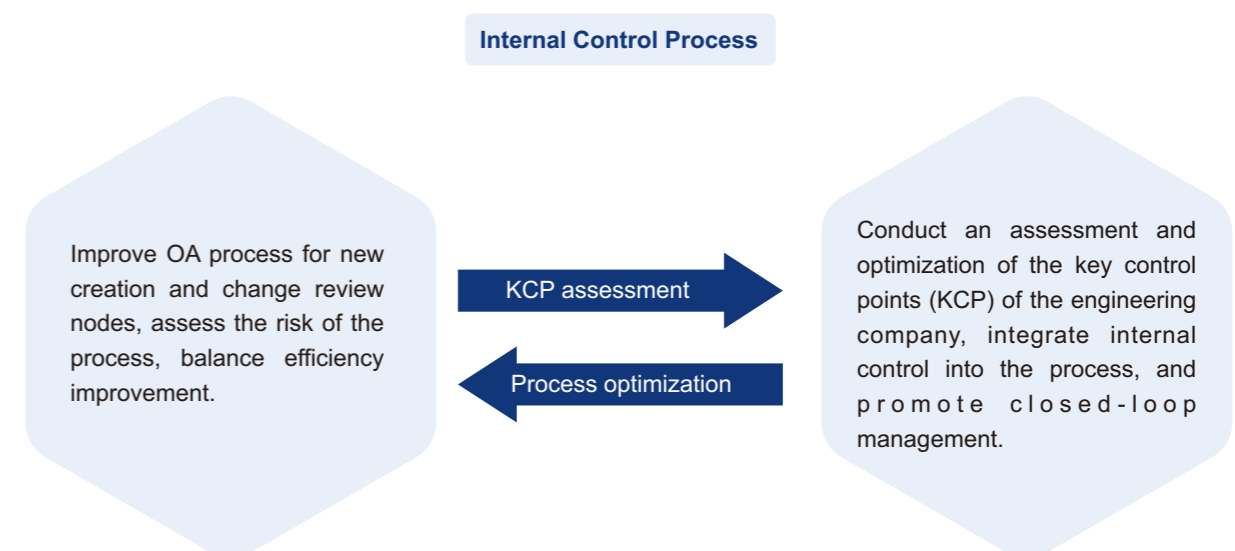 Internal Control Process
Improve OA process for new
creation and change review
nodes, assess the risk of the
process, balance efficiency
improvement.
KCP assessment
Process optimization
Conduct an assessment and
optimization of the key control
points (KCP) of the engineering
company, integrate internal
control into the process, and
promote closed-loop
management.